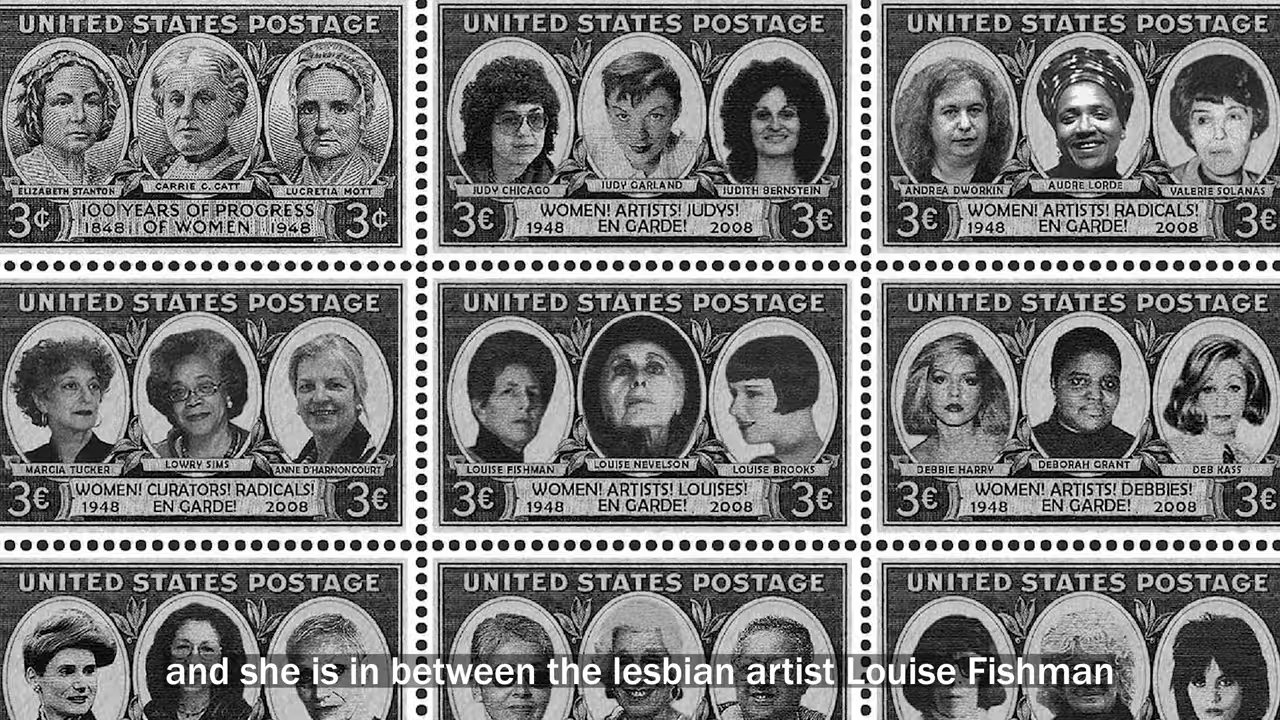 UNITED STATES POSTAGE
ELIZABETH STANTON
CARRIE C. CATT
LUCRETIA MOTT
3¢
100 YEARS OF PROGRESS
1848 OF WOMEN 1948
3¢
UNITED STATES POSTAGE
JUDY CHICAGO
JUDY GARLAND
JUDITH BERNSTEIN
3€
WOMEN! ARTISTS! JUDYS!
1948 EN GARDE! 2008
3€
UNITED STATES POSTAGE
ANDREA DWORKIN
AUDRE LORDE
VALERIE SOLANAS
3€
WOMEN! ARTISTS! RADICALS!
1948 EN GARDE! 2008
3€
UNITED STATES POSTAGE
MARCIA TUCKER
LOWRY SIMS
ANNE D'HARNONCOURT
3€
WOMEN! CURATORS! RADICALS!
1948 EN GARDE! 2008
3€
UNITED STATES POSTAGE
LOUISE FISHMAN
LOUISE NEVELSON
LOUISE BROOKS
3€
WOMEN! ARTISTS! LOUISES!
1948 EN GARDE! 2008
3€
UNITED STATES POSTAGE
DEBBIE HARRY
DEBORAH GRANT
DEB KASS
3€
WOMEN! ARTISTS! DEBBIES!
1948 EN GARDE! 2008
3€
UNITED STATES POSTAGE
UNITED STATES POSTAGE
UNITED STATES POSTAGE
and she is in between the lesbian artist Louise Fishman